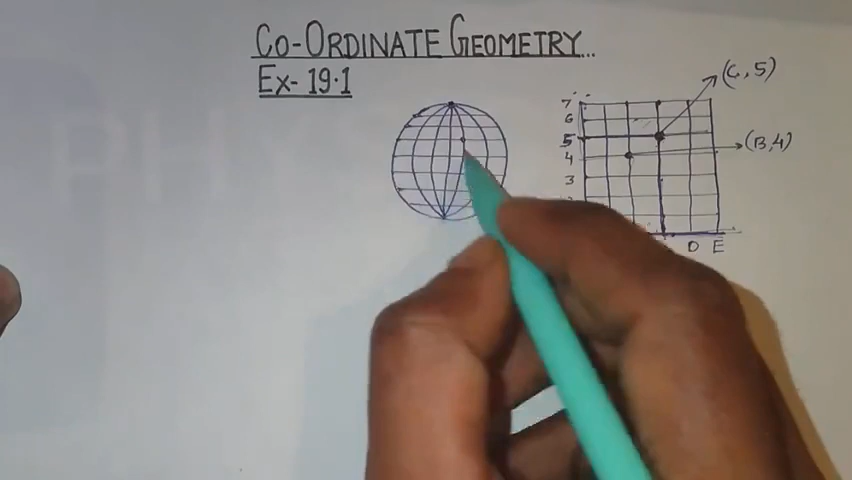 CO-ORDINATE GEOMETRY...
EX- 19.1
(C, 5)
(B, 4)
7
6
5
4
3
D E